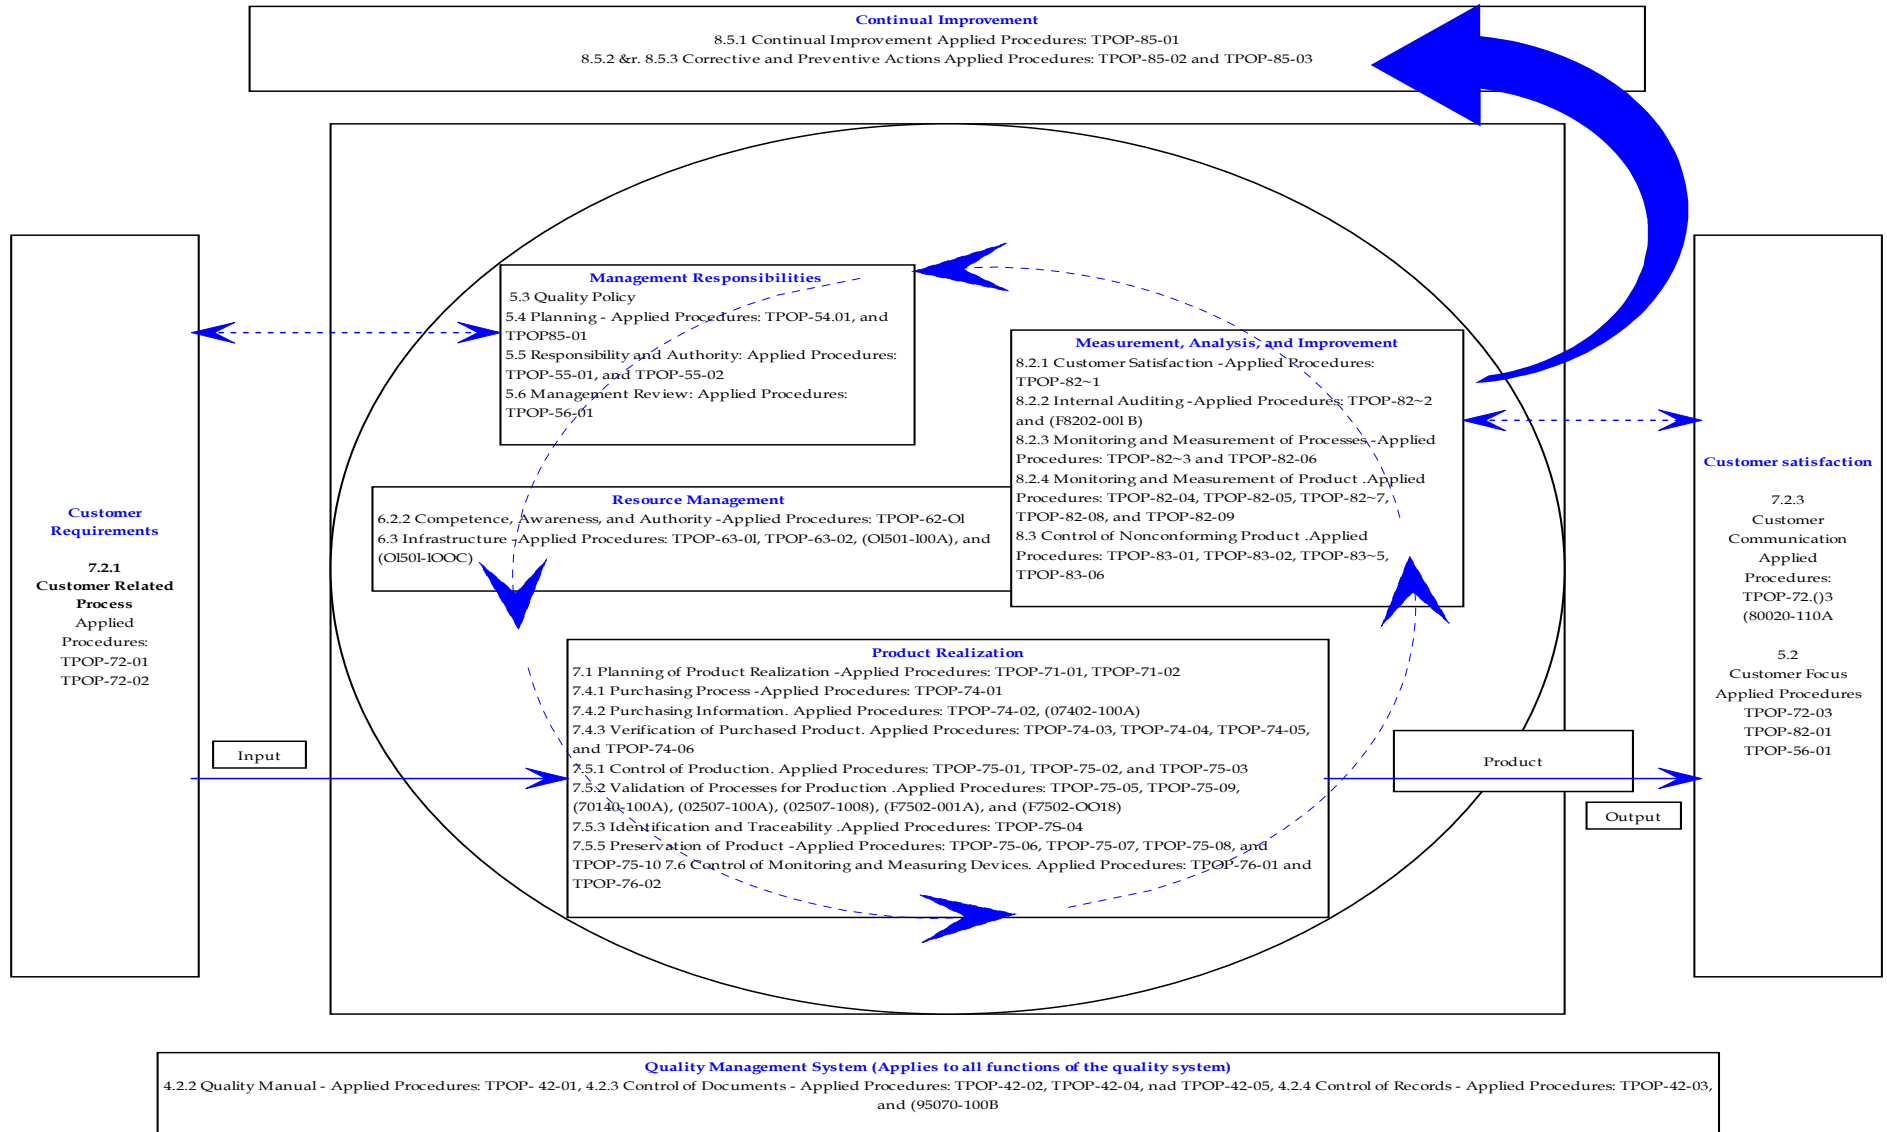 Continual Improvement
8.5.1 Continual Improvement Applied Procedures: TPOP-85-01
8.5.2 &r. 8.5.3 Corrective and Preventive Actions Applied Procedures: TPOP-85-02 and TPOP-85-03
Customer
Requirements
7.2.1
Customer Related
Process
Applied
Procedures:
TPOP-72-01
TPOP-72-02
Management Responsibilities
5.3 Quality Policy
5.4 Planning - Applied Procedures: TPOP-54.01, and
TPOP85-01
5.5 Responsibility and Authority: Applied Procedures:
TPOP-55-01, and TPOP-55-02
5.6 Management Review: Applied Procedures:
TPOP-56-01
Measurement, Analysis, and Improvement
8.2.1 Customer Satisfaction -Applied Procedures:
TPOP-82~1
8.2.2 Internal Auditing -Applied Procedures: TPOP-82~2
and (F8202-00l B)
8.2.3 Monitoring and Measurement of Processes -Applied
Procedures: TPOP-82~3 and TPOP-82-06
8.2.4 Monitoring and Measurement of Product .Applied
Procedures: TPOP-82-04, TPOP-82-05, TPOP-82~7,
TPOP-82-08, and TPOP-82-09
8.3 Control of Nonconforming Product .Applied
Procedures: TPOP-83-01, TPOP-83-02, TPOP-83~5,
TPOP-83-06
Resource Management
6.2.2 Competence, Awareness, and Authority -Applied Procedures: TPOP-62-Ol
6.3 Infrastructure -Applied Procedures: TPOP-63-0l, TPOP-63-02, (Ol501-l00A), and
(Ol50l-lOOC)
Product Realization
7.1 Planning of Product Realization -Applied Procedures: TPOP-71-01, TPOP-71-02
7.4.1 Purchasing Process -Applied Procedures: TPOP-74-01
7.4.2 Purchasing Information. Applied Procedures: TPOP-74-02, (07402-100A)
7.4.3 Verification of Purchased Product. Applied Procedures: TPOP-74-03, TPOP-74-04, TPOP-74-05,
and TPOP-74-06
7.5.1 Control of Production. Applied Procedures: TPOP-75-01, TPOP-75-02, and TPOP-75-03
7.5.2 Validation of Processes for Production .Applied Procedures: TPOP-75-05, TPOP-75-09,
(70140-100A), (02507-100A), (02507-1008), (F7502-001A), and (F7502-OO18)
7.5.3 Identification and Traceability .Applied Procedures: TPOP-7S-04
7.5.5 Preservation of Product -Applied Procedures: TPOP-75-06, TPOP-75-07, TPOP-75-08, and
TPOP-75-10 7.6 Control of Monitoring and Measuring Devices. Applied Procedures: TPOP-76-01 and
TPOP-76-02
Input
Product
Output
Customer satisfaction
7.2.3
Customer
Communication
Applied
Procedures:
TPOP-72.()3
(80020-110A
5.2
Customer Focus
Applied Procedures
TPOP-72-03
TPOP-82-01
TPOP-56-01
Quality Management System (Applies to all functions of the quality system)
4.2.2 Quality Manual - Applied Procedures: TPOP- 42-01, 4.2.3 Control of Documents - Applied Procedures: TPOP-42-02, TPOP-42-04, nad TPOP-42-05, 4.2.4 Control of Records - Applied Procedures: TPOP-42-03,
and (95070-100B